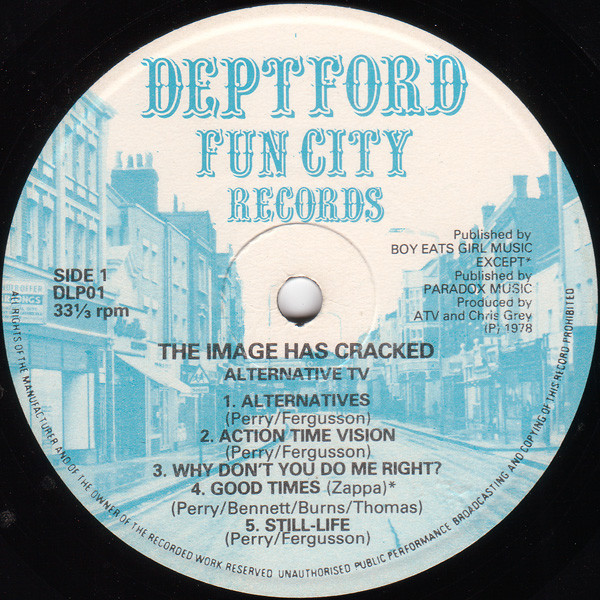 DEPTFORD
FUN CITY
RECORDS
Published by
BOY EATS GIRL MUSIC
EXCEPT*
Published by
PARADOX MUSIC
Produced by
ATV and Chris Grey
(P) 1978
SIDE 1
DLP01
33⅓ rpm
THE IMAGE HAS CRACKED
ALTERNATIVE TV
1. ALTERNATIVES
(Perry/Fergusson)
2. ACTION TIME VISION
(Perry/Fergusson)
3. WHY DON'T YOU DO ME RIGHT?
4. GOOD TIMES (Zappa)*
(Perry/Bennett/Burns/Thomas)
5. STILL-LIFE
(Perry/Fergusson)
ALL RIGHTS OF THE MANUFACTURER AND OF THE OWNER OF THE RECORDED WORK RESERVED UNAUTHORISED PUBLIC PERFORMANCE BROADCASTING AND COPYING OF THIS RECORD PROHIBITED